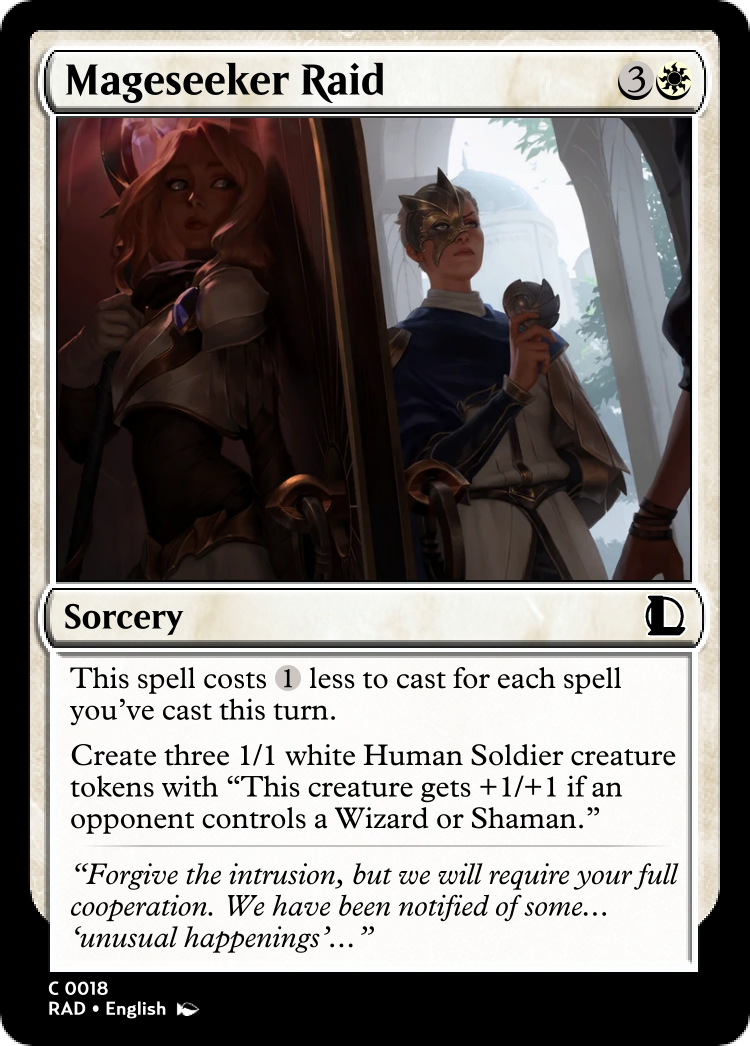 Mageseeker Raid 3
Sorcery
This spell costs 1 less to cast for each spell
you've cast this turn.
Create three 1/1 white Human Soldier creature
tokens with “This creature gets +1/+1 if an
opponent controls a Wizard or Shaman.”
“Forgive the intrusion, but we will require your full
cooperation. We have been notified of some…
‘unusual happenings’…”
C 0018
RAD • English